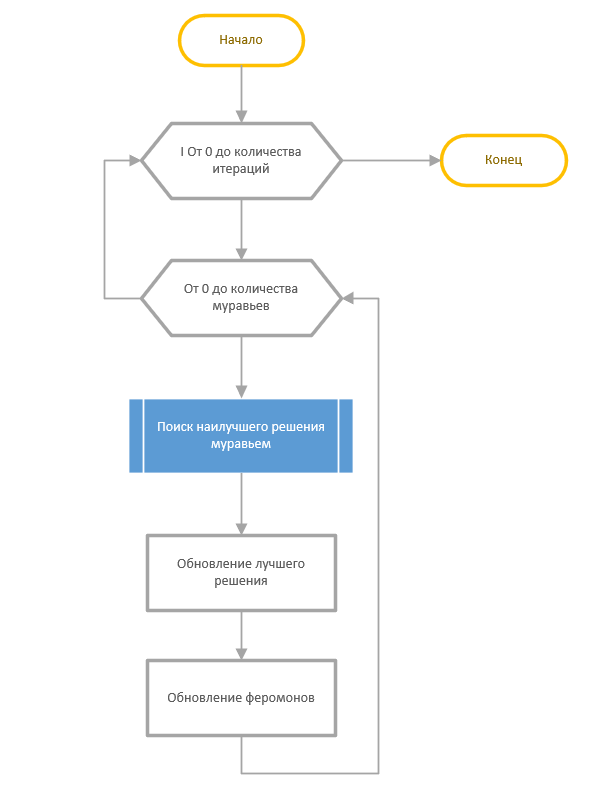 Начало
I От 0 до количества
итераций
Конец
От 0 до количества
муравьев
Поиск наилучшего решения
муравьем
Обновление лучшего
решения
Обновление феромонов